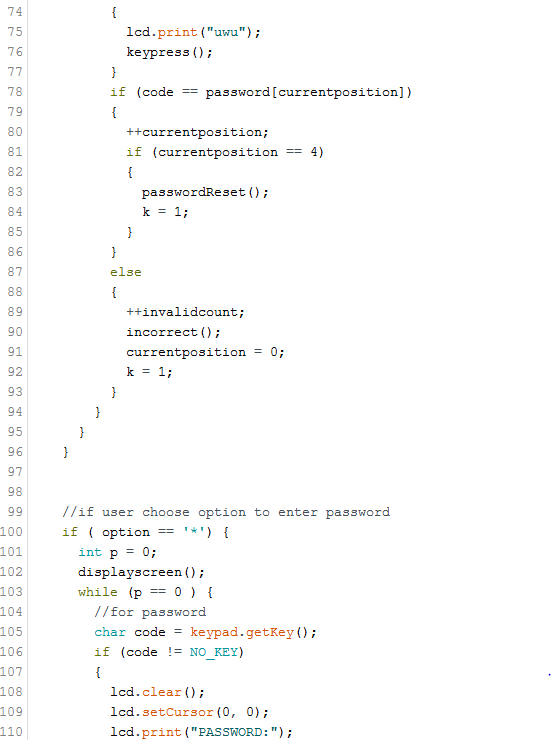 74 {
75 lcd.print("uwu");
76 keypress();
77 }
78 if (code == password[currentposition])
79 {
80 ++currentposition;
81 if (currentposition == 4)
82 {
83 passwordReset();
84 k = 1;
85 }
86 }
87 else
88 {
89 ++invalidcount;
90 incorrect();
91 currentposition = 0;
92 k = 1;
93 }
94 }
95 }
96 }
97
98
99 //if user choose option to enter password
100 if ( option == '*') {
101 int p = 0;
102 displayscreen();
103 while (p == 0 ) {
104 //for password
105 char code = keypad.getKey();
106 if (code != NO_KEY)
107 {
108 lcd.clear();
109 lcd.setCursor(0, 0);
110 lcd.print("PASSWORD:");